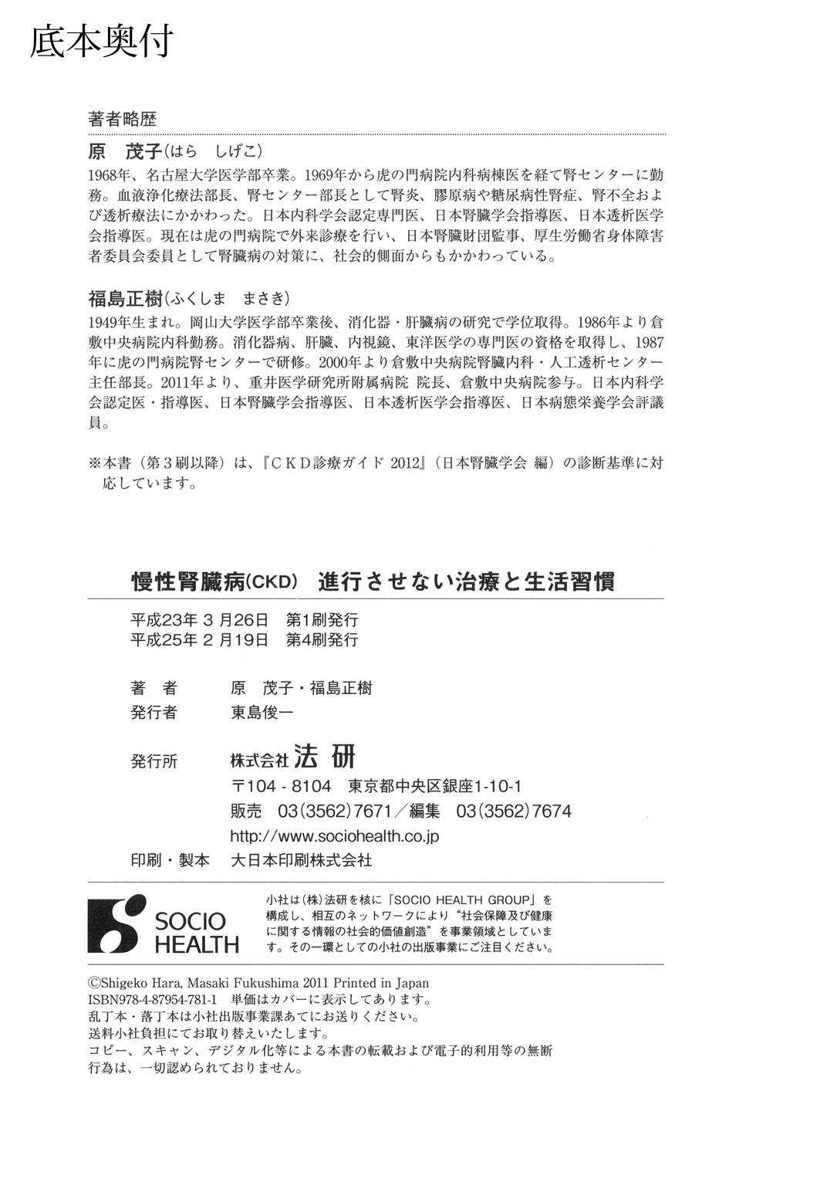 底本奥付
著者略歴
原　茂子(はら　しげこ)
1968年、名古屋大学医学部卒業。1969年から虎の門病院内科病棟医を経て腎センターに勤
務。血液浄化療法部長、腎センター部長として腎炎、膠原病や糖尿病性腎症、腎不全およ
び透析療法にかかわった。日本内科学会認定専門医、日本腎臓学会指導医、日本透析医学
会指導医。現在は虎の門病院で外来診療を行い、日本腎臓財団監事、厚生労働省身体障害
者委員会委員として腎臓病の対策に、社会的側面からもかかわっている。
福島正樹(ふくしま　まさき)
1949年生まれ。岡山大学医学部卒業後、消化器・肝臓病の研究で学位取得。1986年より倉
敷中央病院内科勤務。消化器病、肝臓、内視鏡、東洋医学の専門医の資格を取得し、1987
年に虎の門病院腎センターで研修。2000年より倉敷中央病院腎臓内科・人工透析センター
主任部長。2011年より、重井医学研究所附属病院 院長、倉敷中央病院参与。日本内科学
会認定医・指導医、日本腎臓学会指導医、日本透析医学会指導医、日本病態栄養学会評議
員。
※本書（第３刷以降）は、『ＣＫＤ診療ガイド 2012』（日本腎臓学会 編）の診断基準に対
応しています。
慢性腎臓病(CKD)　進行させない治療と生活習慣
平成23年 3 月26日　第1刷発行
平成25年 2 月19日　第4刷発行
著　者　原　茂子・福島正樹
発行者　東島俊一
発行所　株式会社 法 研
〒104 - 8104　東京都中央区銀座1-10-1
販売　03(3562)7671／編集　03(3562)7674
http://www.sociohealth.co.jp
印刷・製本　大日本印刷株式会社
SOCIO
HEALTH
小社は(株)法研を核に「SOCIO HEALTH GROUP」を
構成し、相互のネットワークにより“社会保障及び健康
に関する情報の社会的価値創造”を事業領域としていま
す。その一環としての小社の出版事業にご注目ください。
©Shigeko Hara, Masaki Fukushima 2011 Printed in Japan
ISBN978-4-87954-781-1　単価はカバーに表示してあります。
乱丁本・落丁本は小社出版事業課あてにお送りください。
送料小社負担にてお取り替えいたします。
コピー、スキャン、デジタル化等による本書の転載および電子的利用等の無断
行為は、一切認められておりません。